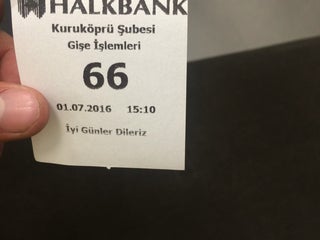 HALKBANK
Kuruköprü Şubesi
Gişe İşlemleri
66
01.07.2016 15:10
İyi Günler Dileriz